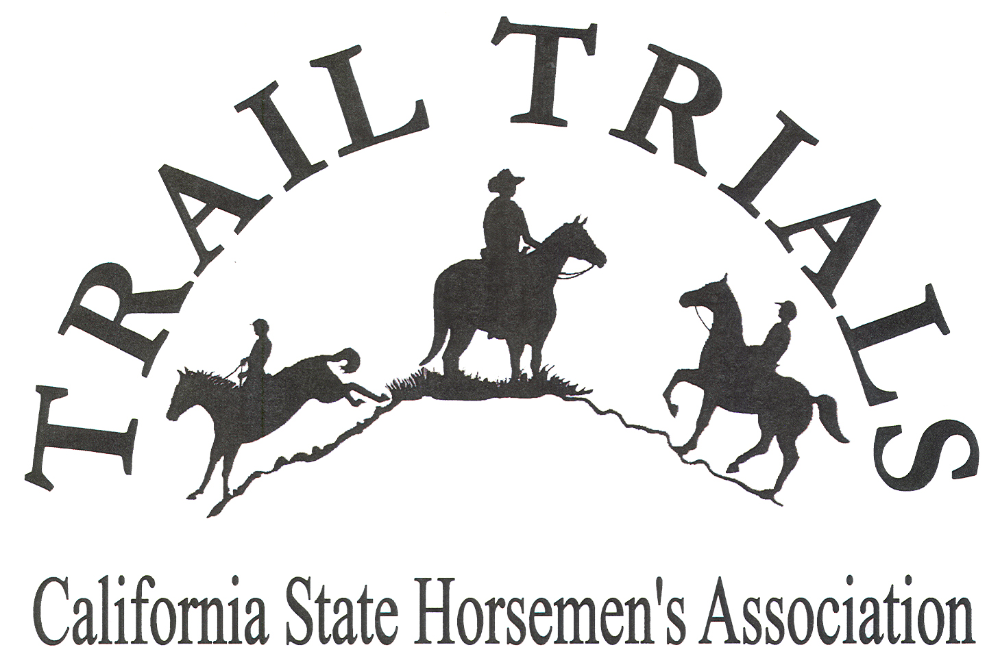 TRAIL TRIALS
California State Horsemen's Association